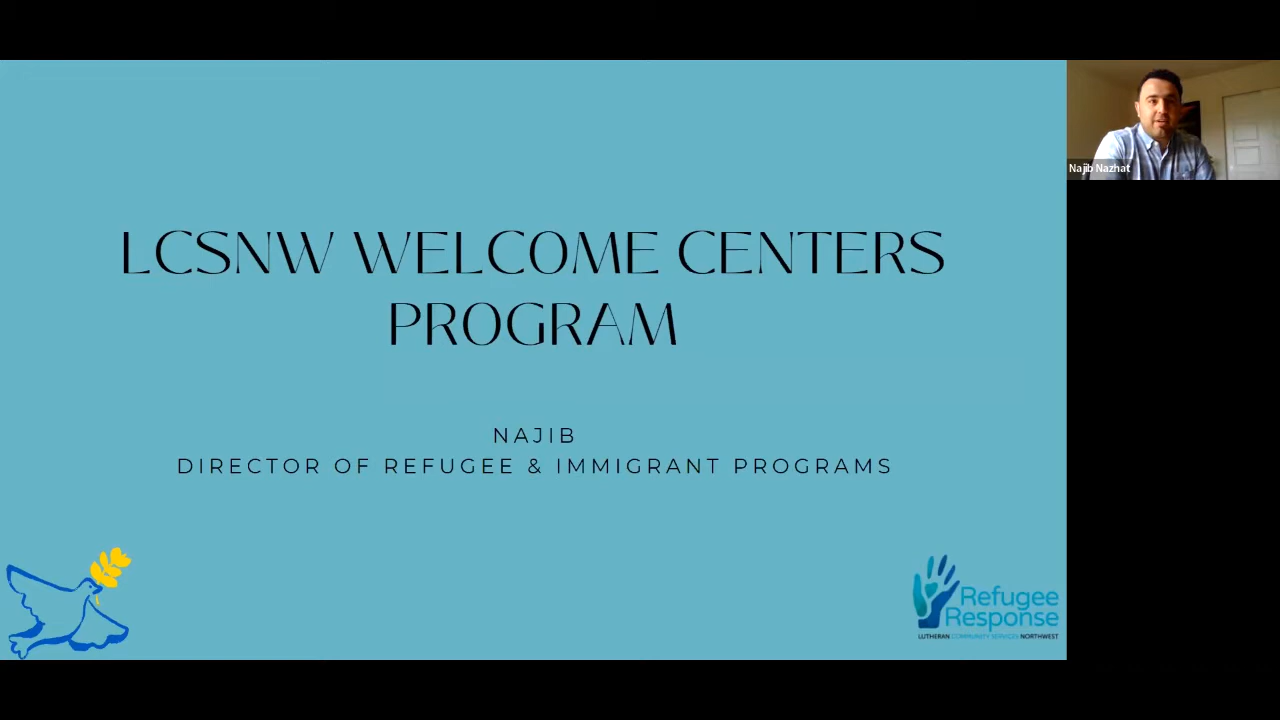 LCSNW WELCOME CENTERS
PROGRAM
NAJIB
DIRECTOR OF REFUGEE & IMMIGRANT PROGRAMS
Refugee
Response
LUTHERAN COMMUNITY SERVICES NORTHWEST
Najib Nazhat